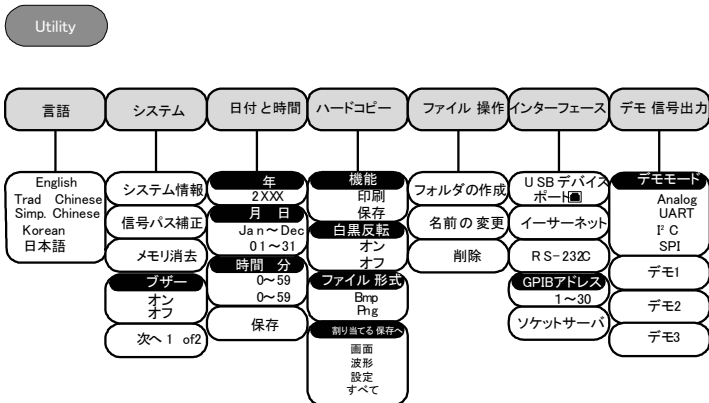 Utility
言語
システム
日付と時間
ハードコピー
ファイル 操作
インターフェース
デモ 信号出力
English
Trad Chinese
Simp. Chinese
Korean
日本語
システム情報
信号パス補正
メモリ消去
ブザー
オン
オフ
次へ 1 of2
年
2XXX
月 日
Jan～Dec
01～31
時間 分
0～59
0～59
保存
機能
印刷
保存
白黒反転
オン
オフ
ファイル 形式
Bmp
Png
割り当てる 保存へ
画面
波形
設定
すべて
フォルダの作成
名前の 変更
削除
USB デバイス
ポート
イーサーネット
RS-232C
GPIBアドレス
1～30
ソケットサーバ
デモモード
Analog
UART
I² C
SPI
デモ1
デモ2
デモ3